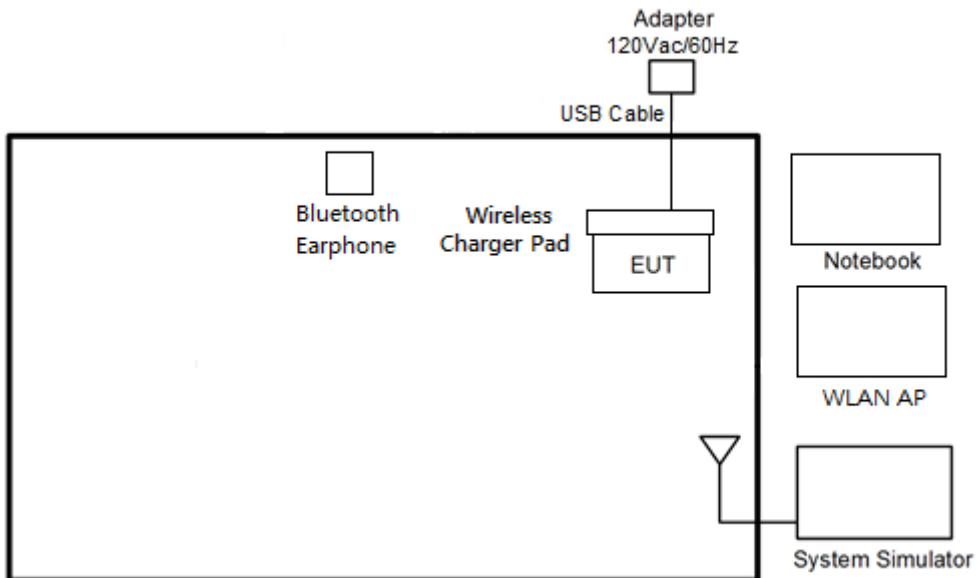 Adapter
120Vac/60Hz
USB Cable
Bluetooth
Earphone
Wireless
Charger Pad
EUT
Notebook
WLAN AP
System Simulator